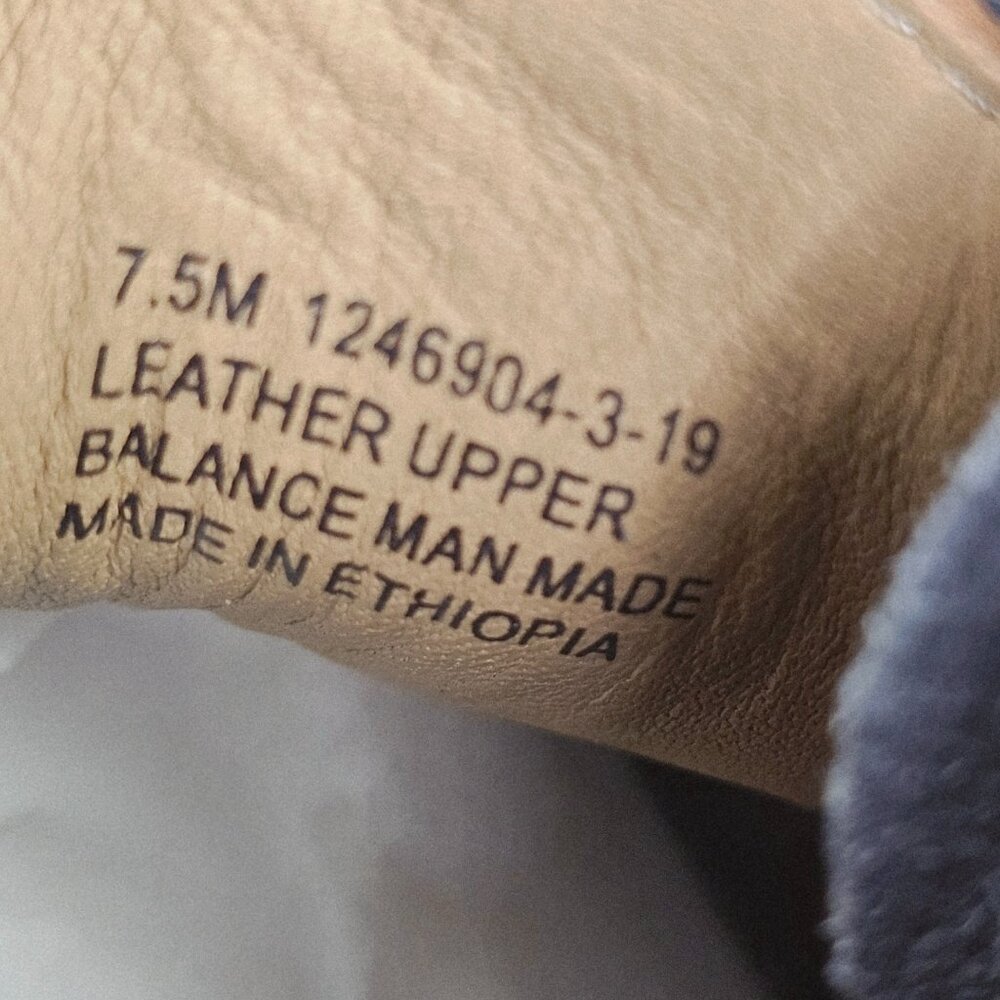 7.5M 1246904-3-19
LEATHER UPPER
BALANCE MAN MADE
MADE IN ETHIOPIA